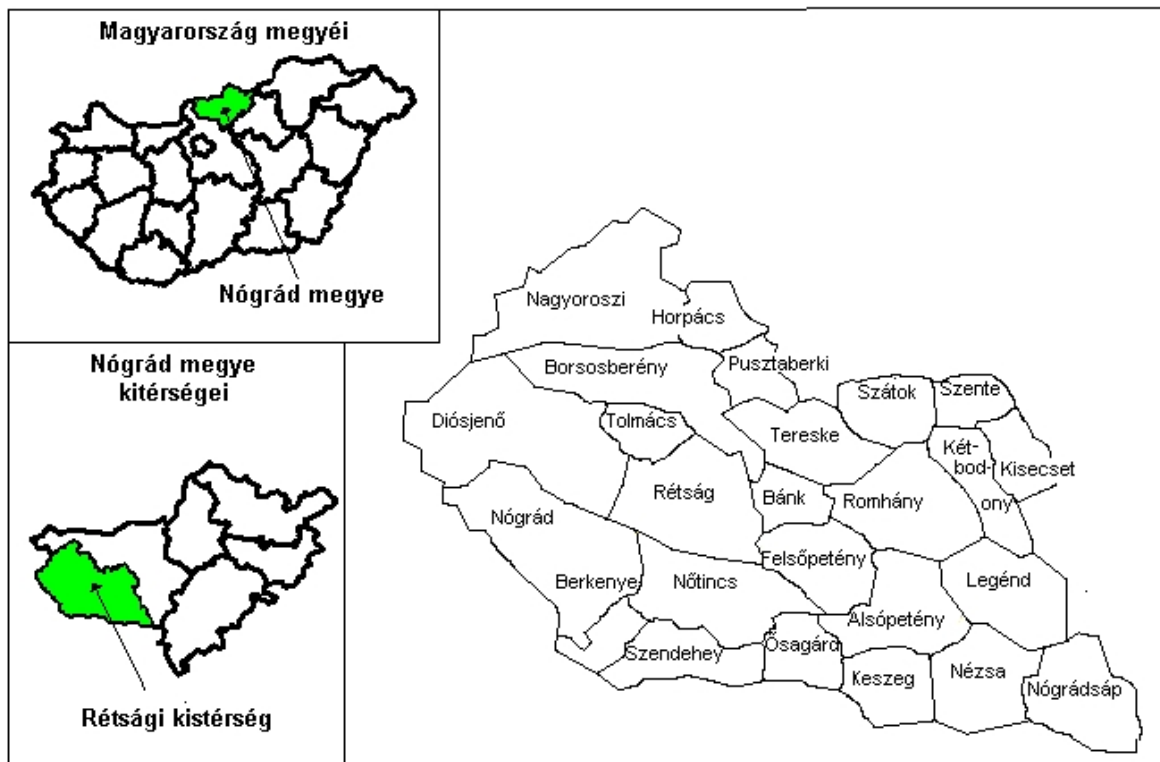 Magyarország megyéi
Nógrád megye
Nógrád megye
kitérségei
Rétsági kistérség
Nagyoroszi
Horpács
Borsosberény
Pusztaberki
Szátok
Szente
Diósjenő
Tolmács
Tereske
Két-
bod-
ony
Kisecset
Rétság
Bánk
Romhány
Nógrád
Felsőpetény
Berkenye
Nőtincs
Legénd
Alsópetény
Szendehey
Ősagárd
Keszeg
Nézsa
Nógrádsáp